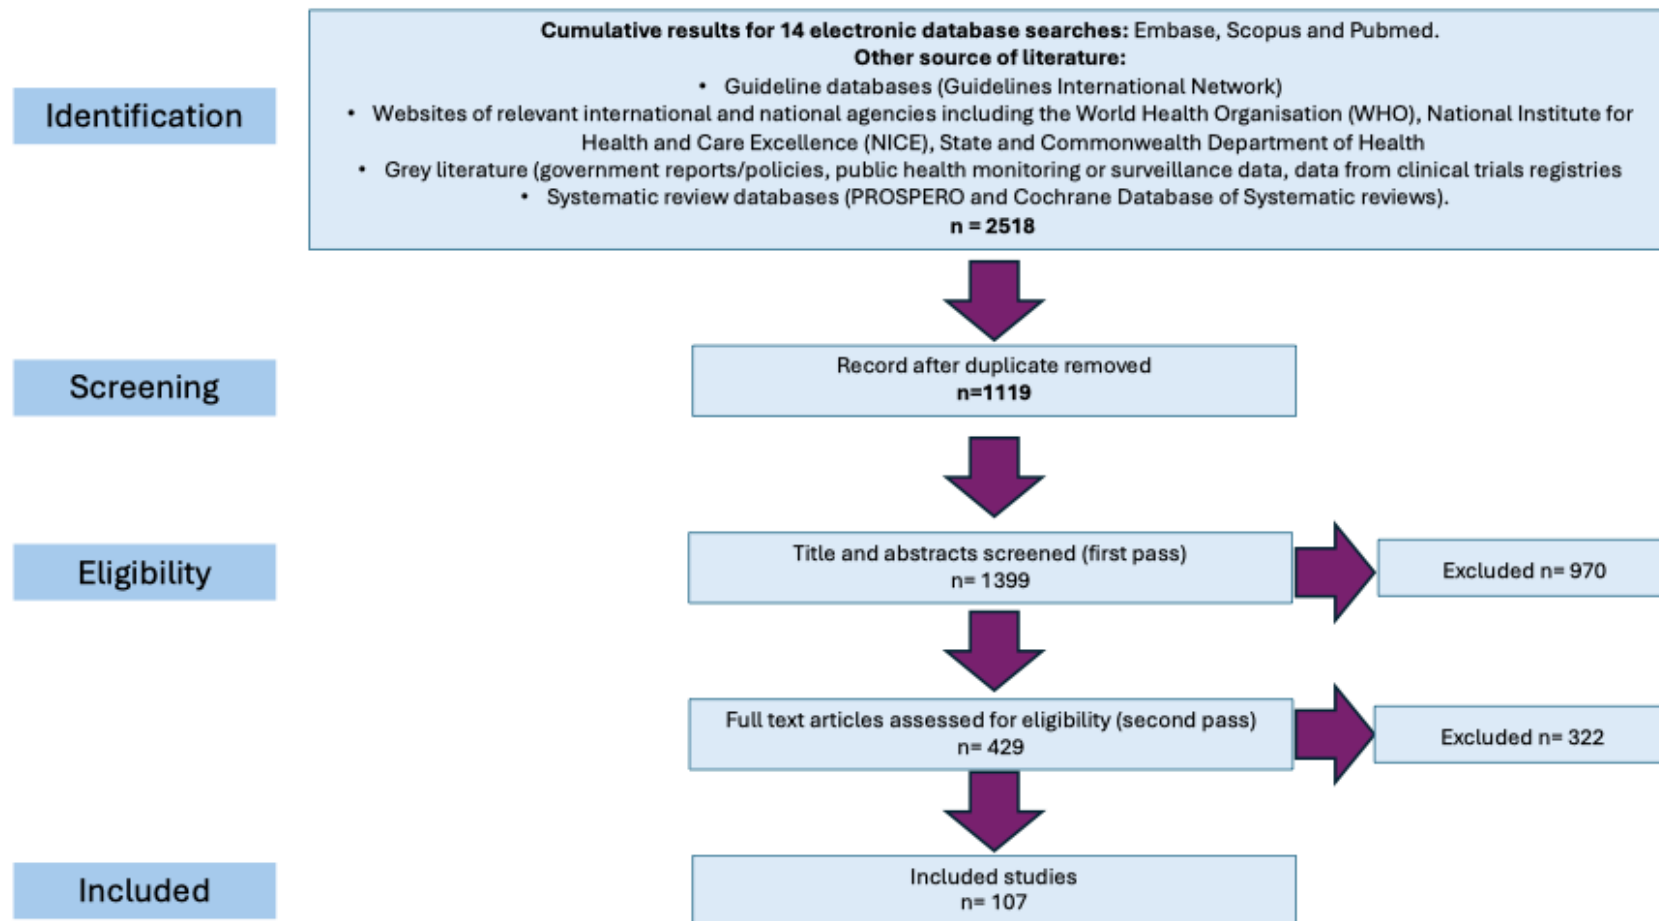 Cumulative results for 14 electronic database searches: Embase, Scopus and Pubmed.
Other source of literature:
• Guideline databases (Guidelines International Network)
• Websites of relevant international and national agencies including the World Health Organisation (WHO), National Institute for
Health and Care Excellence (NICE), State and Commonwealth Department of Health
• Grey literature (government reports/policies, public health monitoring or surveillance data, data from clinical trials registries
• Systematic review databases (PROSPERO and Cochrane Database of Systematic reviews).
n = 2518
Identification
Screening
Record after duplicate removed
n=1119
Eligibility
Title and abstracts screened (first pass)
n= 1399
Excluded n= 970
Full text articles assessed for eligibility (second pass)
n= 429
Excluded n= 322
Included
Included studies
n= 107